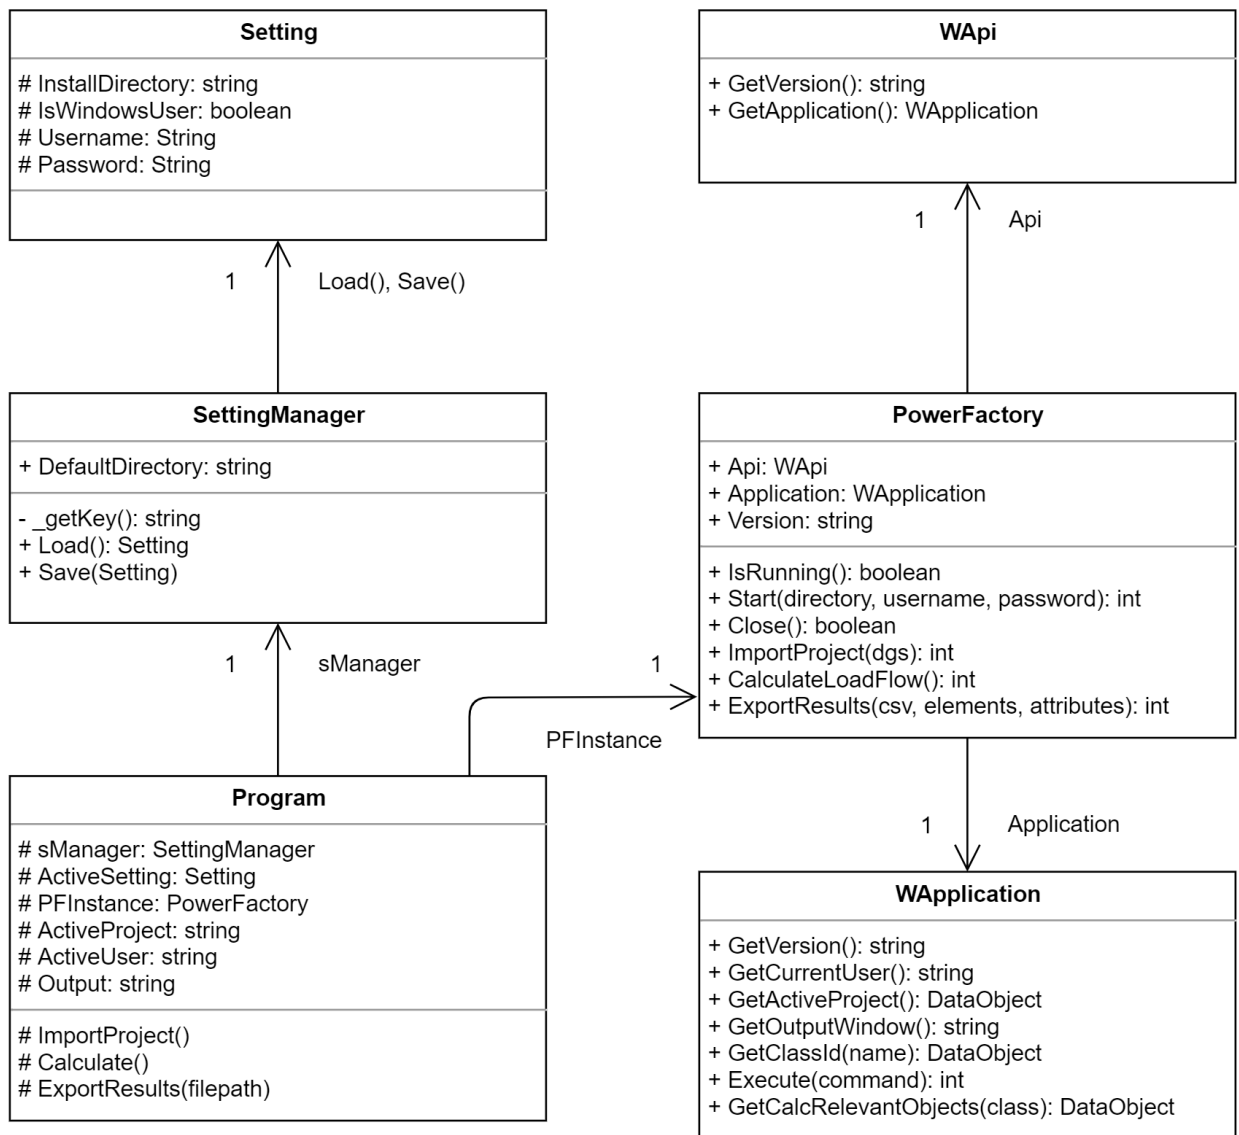 Setting
# InstallDirectory: string
# IsWindowsUser: boolean
# Username: String
# Password: String
1
Load(), Save()
SettingManager
+ DefaultDirectory: string
- _getKey(): string
+ Load(): Setting
+ Save(Setting)
1
sManager
Program
# sManager: SettingManager
# ActiveSetting: Setting
# PFInstance: PowerFactory
# ActiveProject: string
# ActiveUser: string
# Output: string
# ImportProject()
# Calculate()
# ExportResults(filepath)
1
PFInstance
WApi
+ GetVersion(): string
+ GetApplication(): WApplication
1
Api
PowerFactory
+ Api: WApi
+ Application: WApplication
+ Version: string
+ IsRunning(): boolean
+ Start(directory, username, password): int
+ Close(): boolean
+ ImportProject(dgs): int
+ CalculateLoadFlow(): int
+ ExportResults(csv, elements, attributes): int
1
Application
WApplication
+ GetVersion(): string
+ GetCurrentUser(): string
+ GetActiveProject(): DataObject
+ GetOutputWindow(): string
+ GetClassId(name): DataObject
+ Execute(command): int
+ GetCalcRelevantObjects(class): DataObject